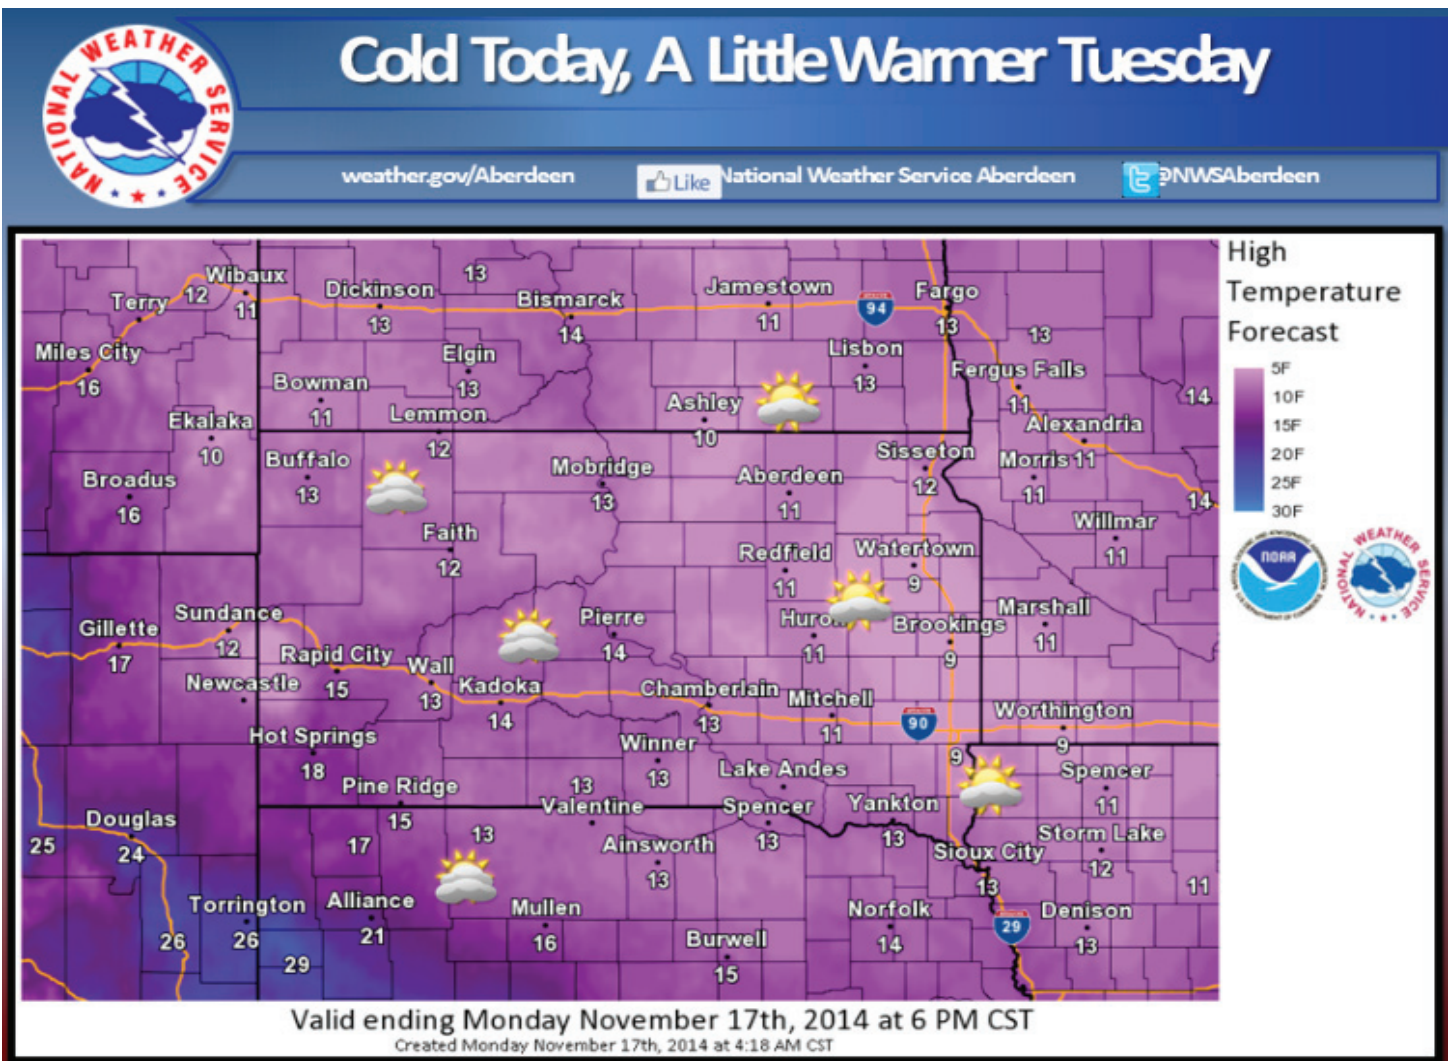 Cold Today, A Little Warmer Tuesday
NATIONAL WEATHER SERVICE
weather.gov/Aberdeen
Like
National Weather Service Aberdeen
@NWSAberdeen
High
Temperature
Forecast
5F
10F
15F
20F
25F
30F
NOAA
NATIONAL WEATHER SERVICE
13
Wibaux
11
Terry
12
Dickinson
13
Bismarck
14
Jamestown
11
94
Fargo
13
13
Miles City
16
Elgin
13
Lisbon
13
Fergus Falls
11
14
Bowman
11
Lemmon
12
Ashley
10
Ekalaka
10
Alexandria
11
Buffalo
13
Mobridge
13
Aberdeen
11
Sisseton
12
Morris
11
Broadus
16
14
Faith
12
Willmar
11
Redfield
11
Watertown
9
Gillette
17
Sundance
12
Pierre
14
Huron
11
Brookings
9
Marshall
11
Rapid City
15
Wall
13
Newcastle
Kadoka
14
Chamberlain
13
Mitchell
11
90
Worthington
9
Hot Springs
18
Winner
13
9
Pine Ridge
15
13
Valentine
Lake Andes
Spencer
13
Yankton
13
Spencer
11
Douglas
24
25
17
13
Ainsworth
13
Sioux City
13
Storm Lake
12
11
Torrington
26
26
Alliance
21
29
Mullen
16
Burwell
15
Norfolk
14
29
Denison
13
Valid ending Monday November 17th, 2014 at 6 PM CST
Created Monday November 17th, 2014 at 4:18 AM CST